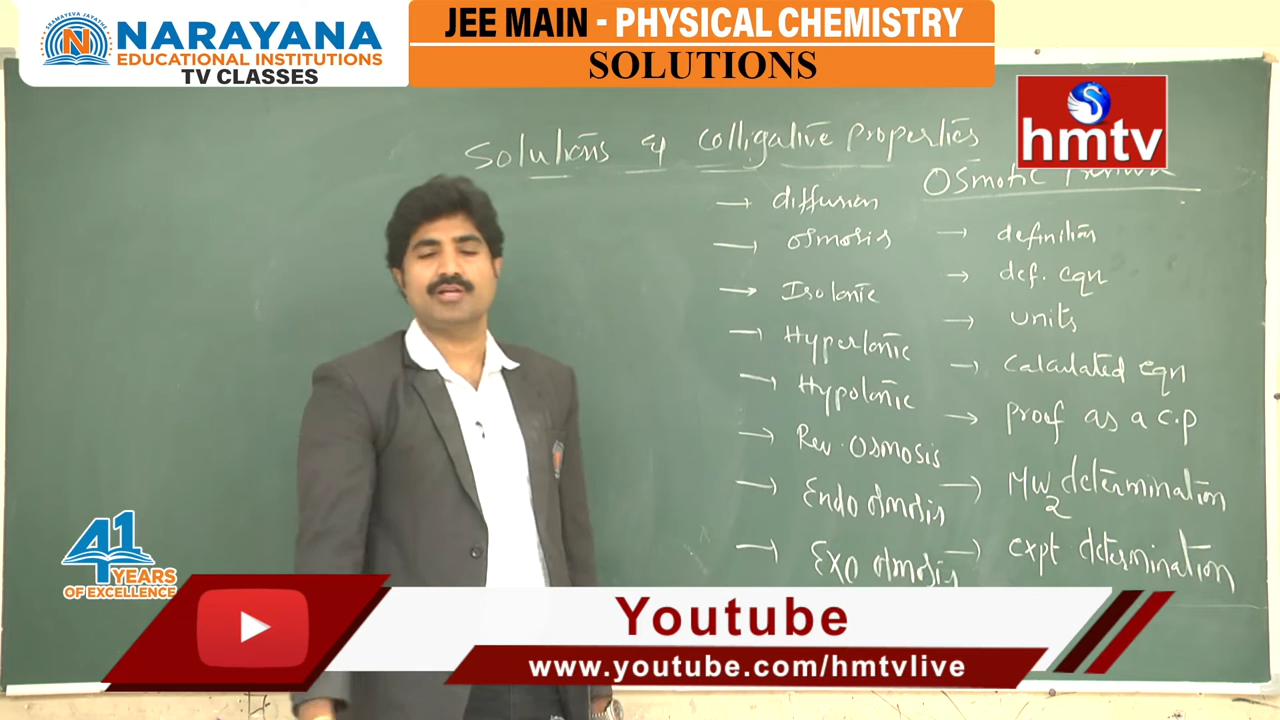 SRAMAYEVA JAYATHE
N
NARAYANA
EDUCATIONAL INSTITUTIONS
TV CLASSES
JEE MAIN - PHYSICAL CHEMISTRY
SOLUTIONS
hmtv
Solutions & Colligative Properties
→ diffusion
→ Osmosis
→ Isotonic
→ Hypertonic
→ Hypotonic
→ Rev. Osmosis
→ Endo osmosis
→ Exo osmosis
Osmotic
→ definition
→ def. eqn
→ units
→ Calculated eqn
→ Proof as a C.P
→ MW2 determination
→ expt determination
41
YEARS
OF EXCELLENCE
Youtube
www.youtube.com/hmtvlive